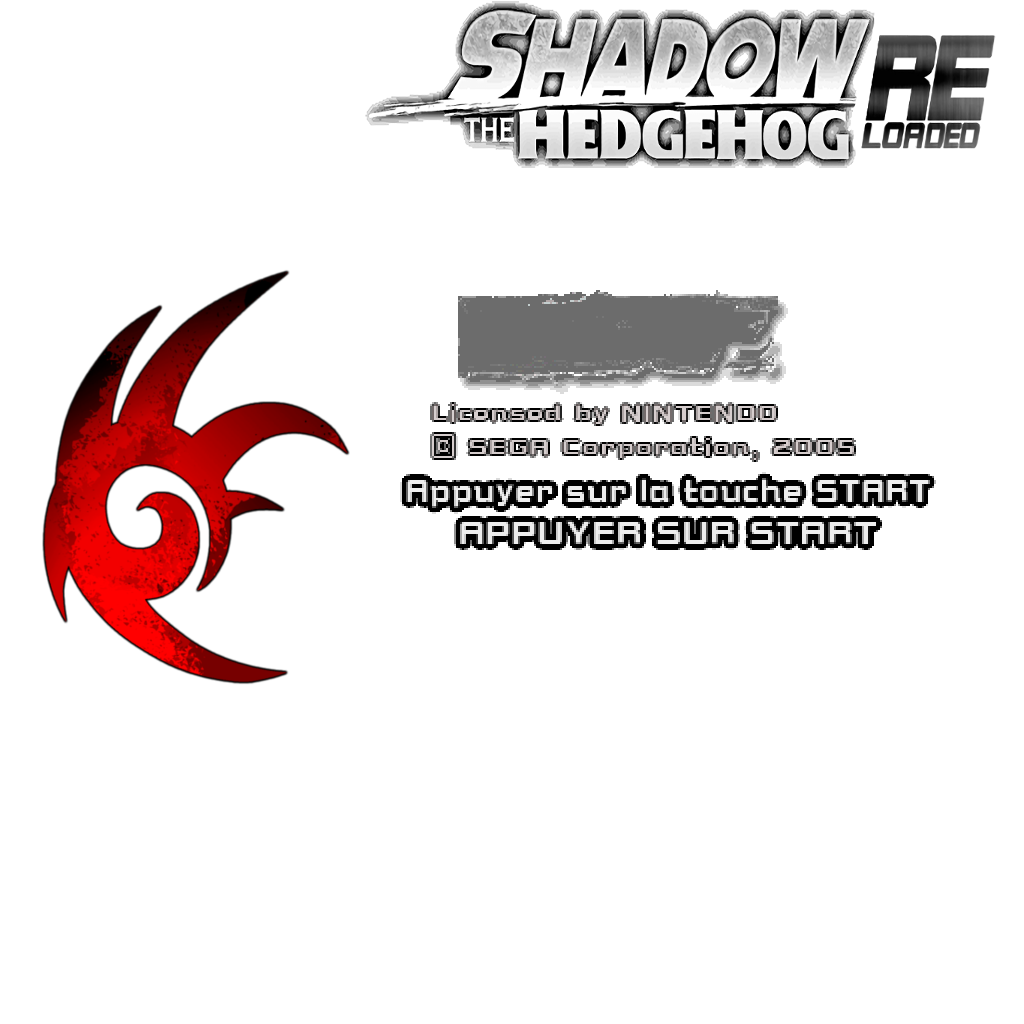 SHADOW
THE HEDGEHOG
RE
LOADED
Licensed by NINTENDO
© SEGA Corporation, 2005
Appuyer sur la touche START
APPUYER SUR START